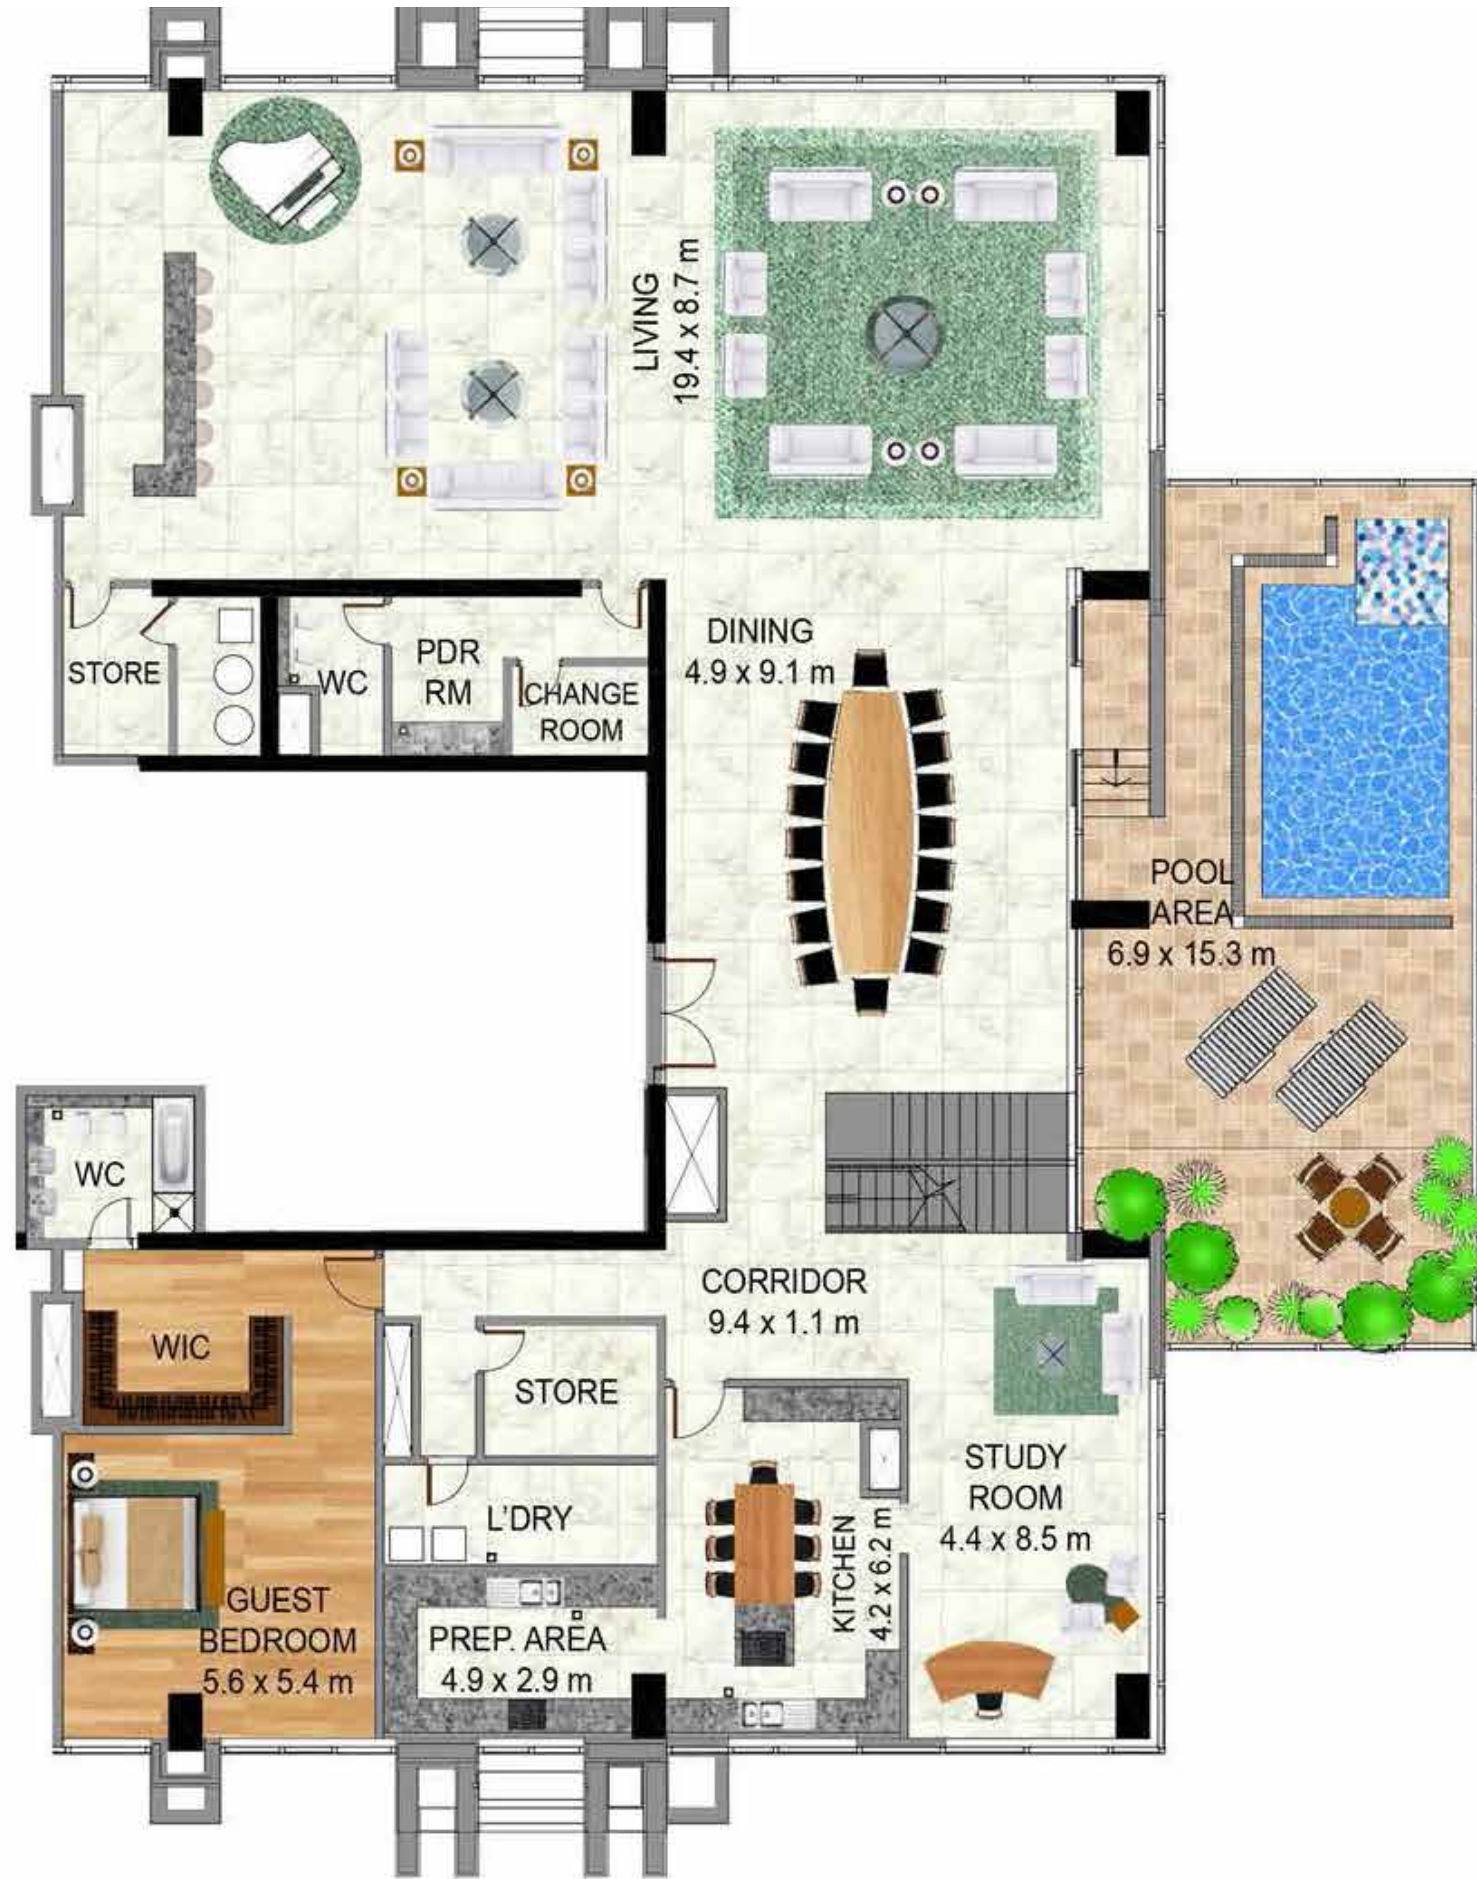 LIVING
19.4 x 8.7 m
DINING
4.9 x 9.1 m
STORE
WC
PDR
RM
CHANGE
ROOM
POOL
AREA
6.9 x 15.3 m
WC
CORRIDOR
9.4 x 1.1 m
WIC
STORE
STUDY
ROOM
4.4 x 8.5 m
L'DRY
KITCHEN
4.2 x 6.2 m
GUEST
BEDROOM
5.6 x 5.4 m
PREP. AREA
4.9 x 2.9 m